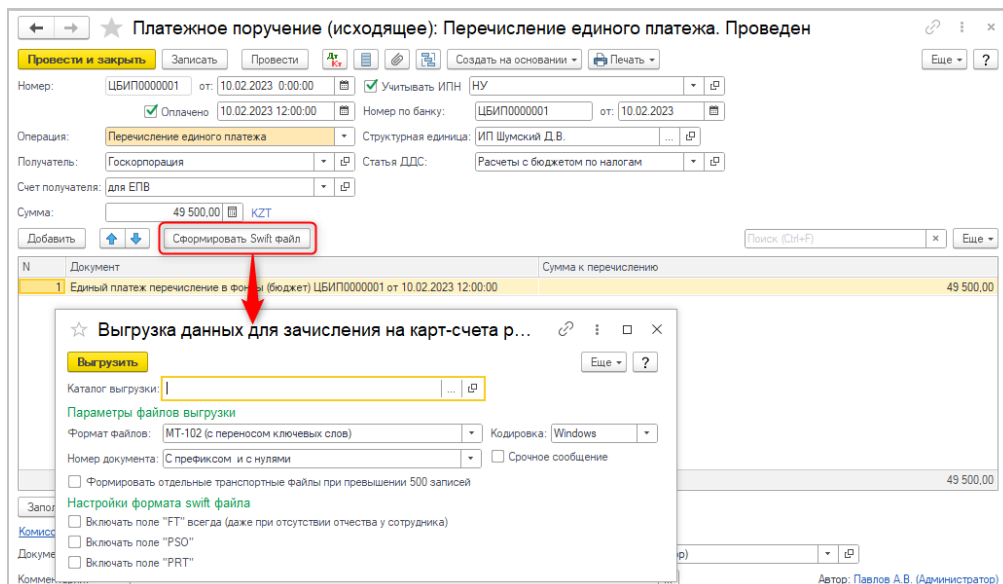 Платежное поручение (исходящее): Перечисление единого платежа. Проведен
Провести и закрыть Записать Провести Дт Кт Создать на основании Печать Еще ?
Номер: ЦБИП0000001 от: 10.02.2023 0:00:00 Учитывать ИПН НУ
Оплачено 10.02.2023 12:00:00 Номер по банку: ЦБИП0000001 от: 10.02.2023
Операция: Перечисление единого платежа Структурная единица: ИП Шумский Д.В. ...
Получатель: Госкорпорация Статья ДДС: Расчеты с бюджетом по налогам
Счет получателя: для ЕПВ
Сумма: 49 500,00 KZT
Добавить Сформировать Swift файл Поиск (Ctrl+F) × Еще
N Документ Сумма к перечислению
1 Единый платеж перечисление в фонды (бюджет) ЦБИП0000001 от 10.02.2023 12:00:00 49 500,00
Выгрузка данных для зачисления на карт-счета р...
Выгрузить Еще ?
Каталог выгрузки: ...
Параметры файлов выгрузки
Формат файлов: МТ-102 (с переносом ключевых слов) Кодировка: Windows
Номер документа: С префиксом и с нулями Срочное сообщение
Формировать отдельные транспортные файлы при превышении 500 записей
49 500,00
Настройки формата swift файла
Включать поле "FT" всегда (даже при отсутствии отчества у сотрудника)
Включать поле "PSO"
Включать поле "PRT"
Автор: Павлов А.В. (Администратор)